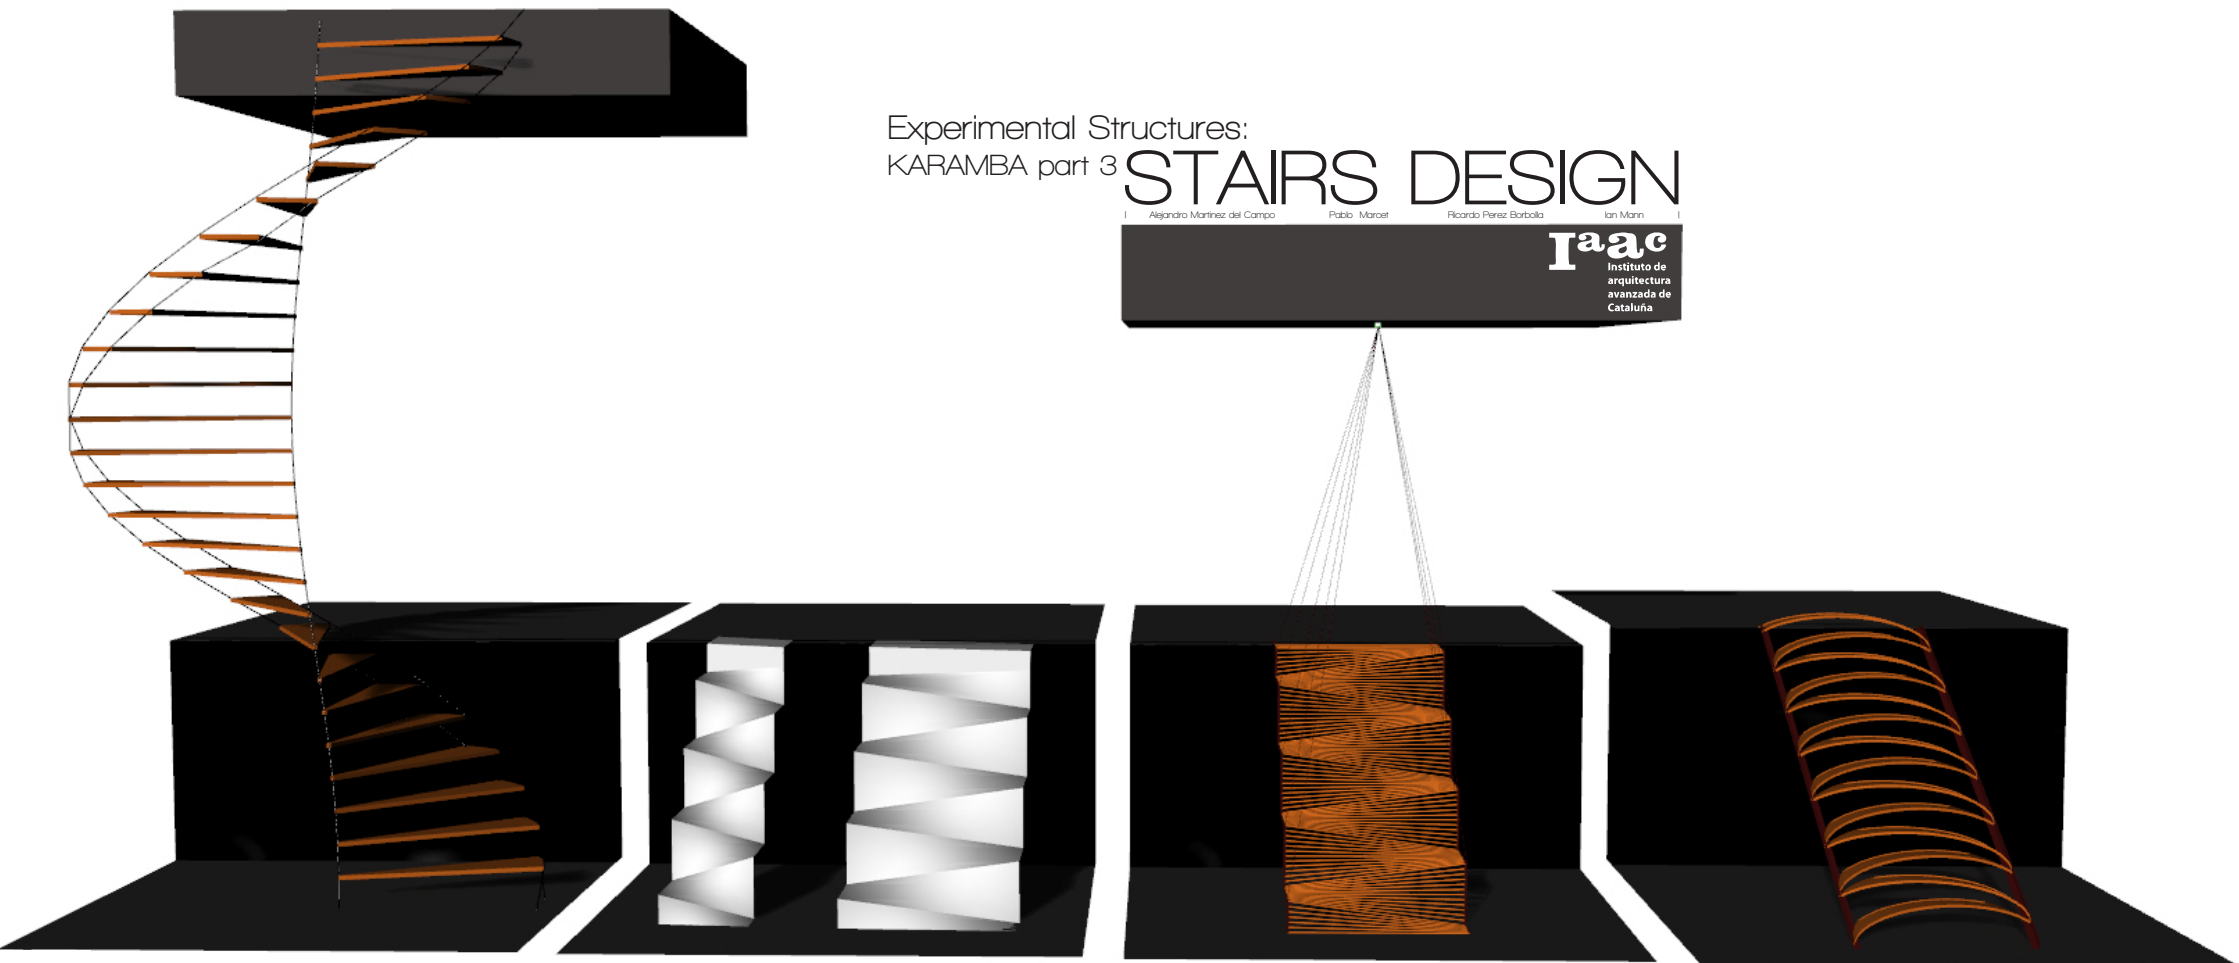 Experimental Structures:
KARAMBA part 3
STAIRS DESIGN
Alejandro Martinez del Campo Pablo Marcet Ricardo Perez Borbolla Ian Mann
Iaac
Instituto de
arquitectura
avanzada de
Cataluña